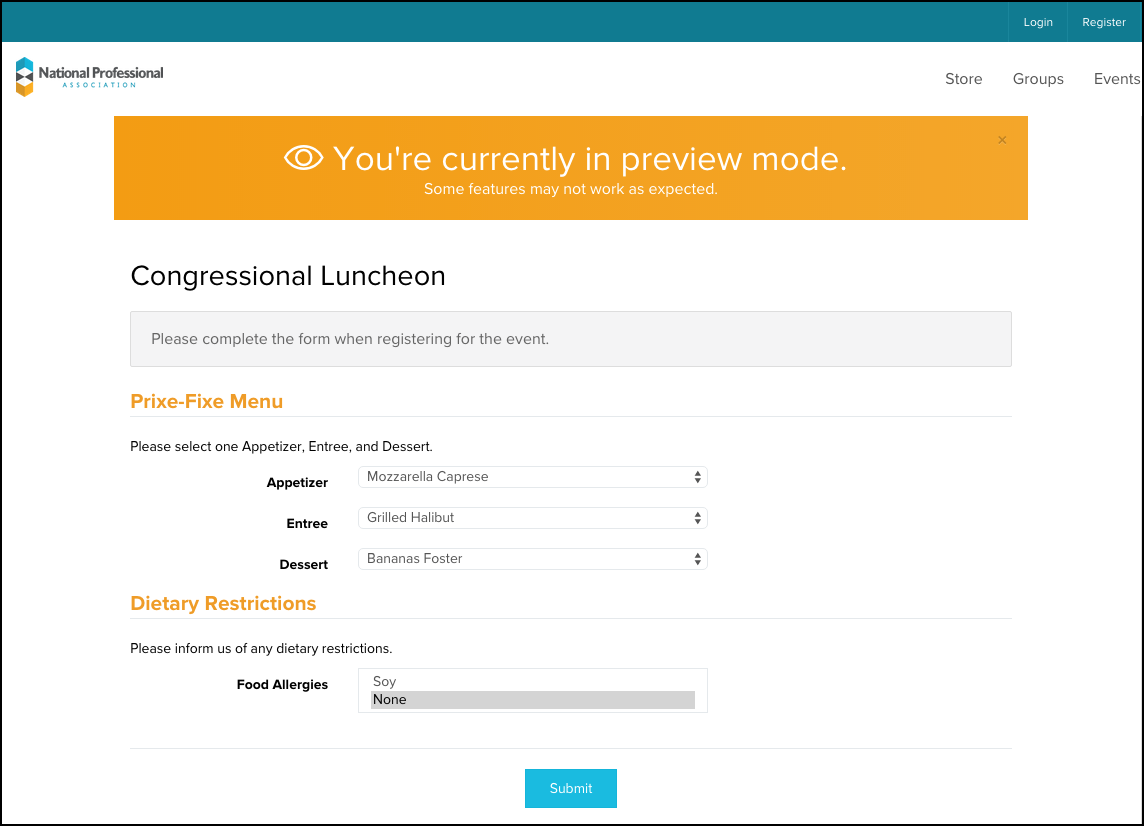 Login Register
National Professional
ASSOCIATION
Store Groups Events
You're currently in preview mode.
×
Some features may not work as expected.
Congressional Luncheon
Please complete the form when registering for the event.
Prixe-Fixe Menu
Please select one Appetizer, Entree, and Dessert.
Appetizer Mozzarella Caprese
Entree Grilled Halibut
Dessert Bananas Foster
Dietary Restrictions
Please inform us of any dietary restrictions.
Food Allergies Soy
None
Submit